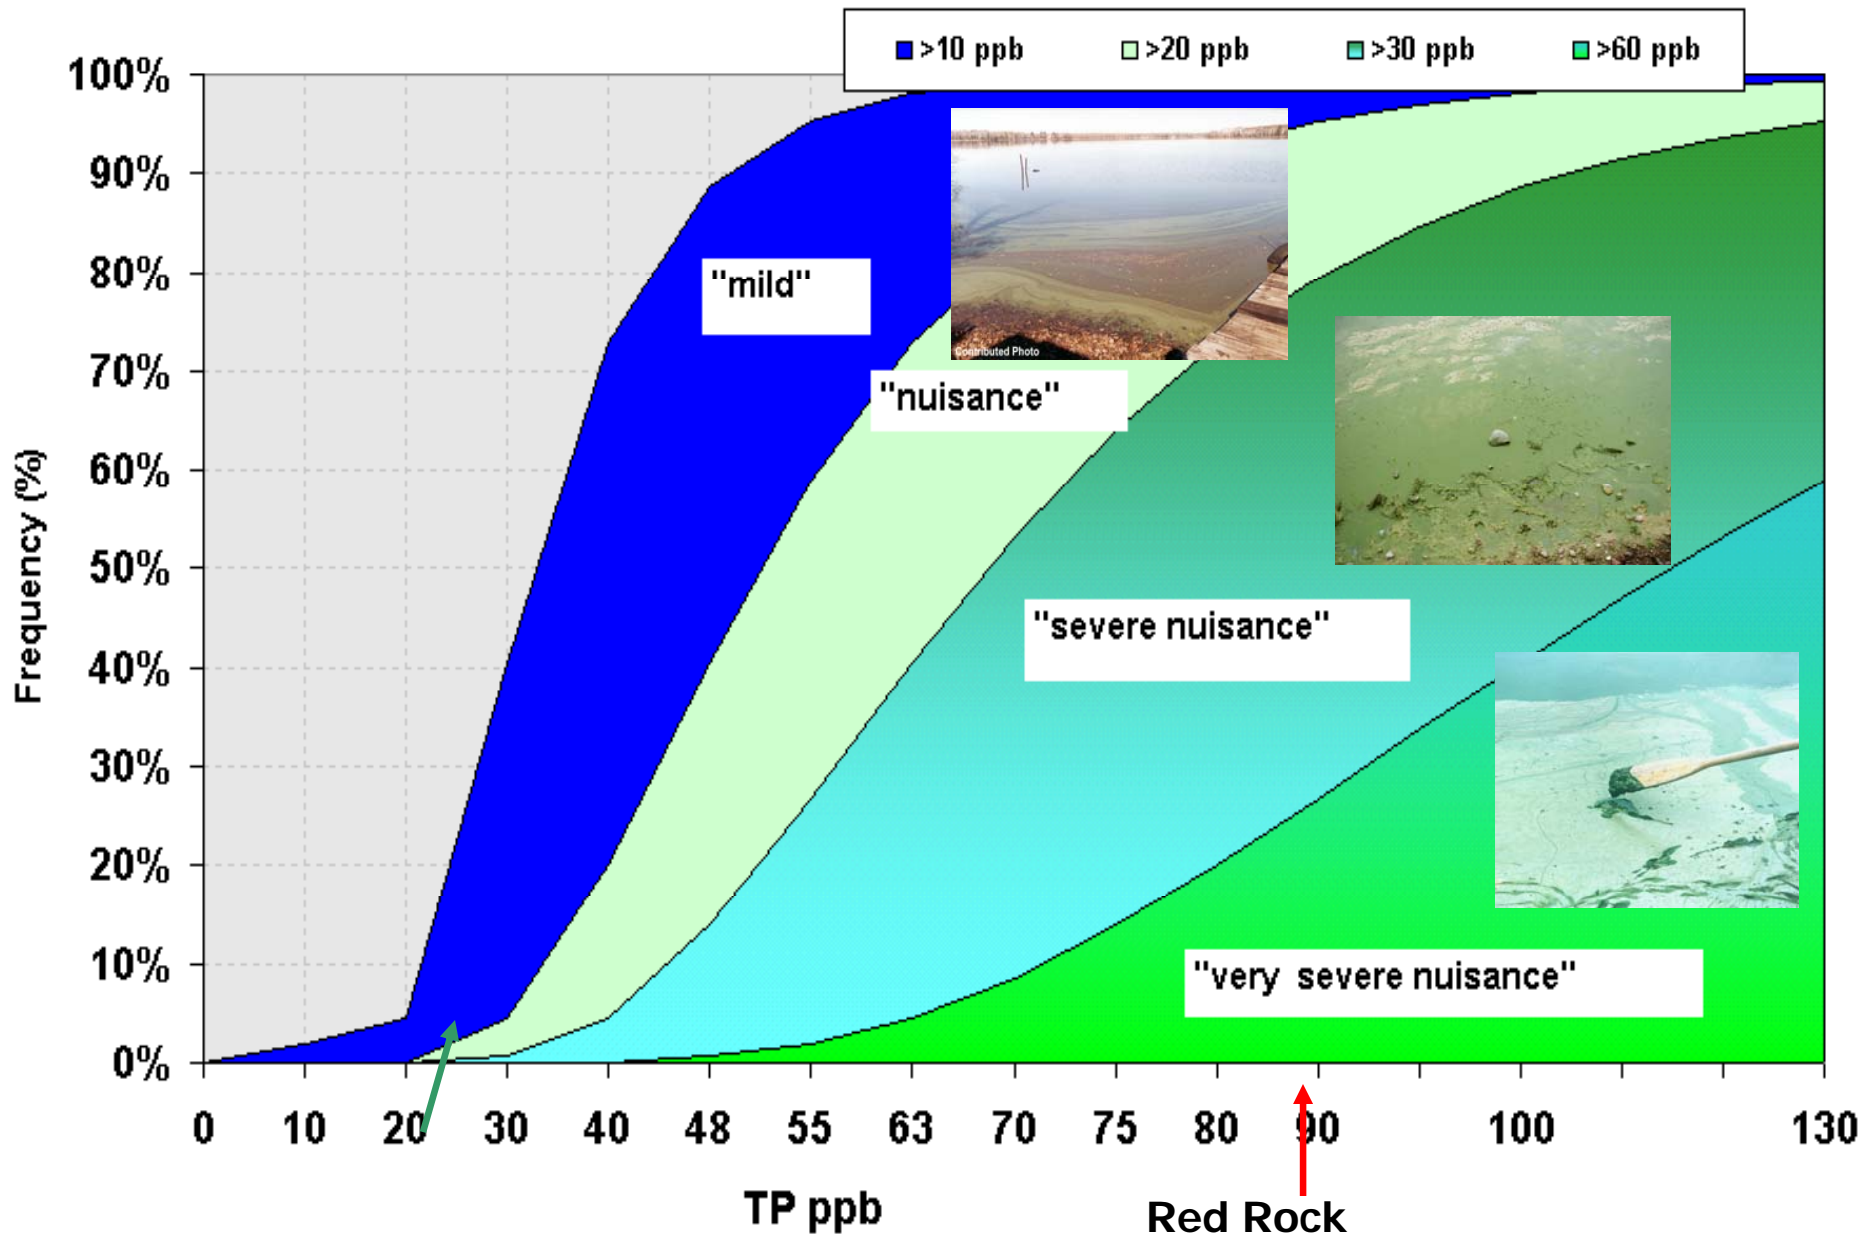 >10 ppb >20 ppb >30 ppb >60 ppb
100%
90%
80%
70%
60%
50%
40%
30%
20%
10%
0%
Frequency (%)
"mild"
Contributed Photo
"nuisance"
"severe nuisance"
"very severe nuisance"
0 10 20 30 40 48 55 63 70 75 80 90 100 130
TP ppb
Red Rock